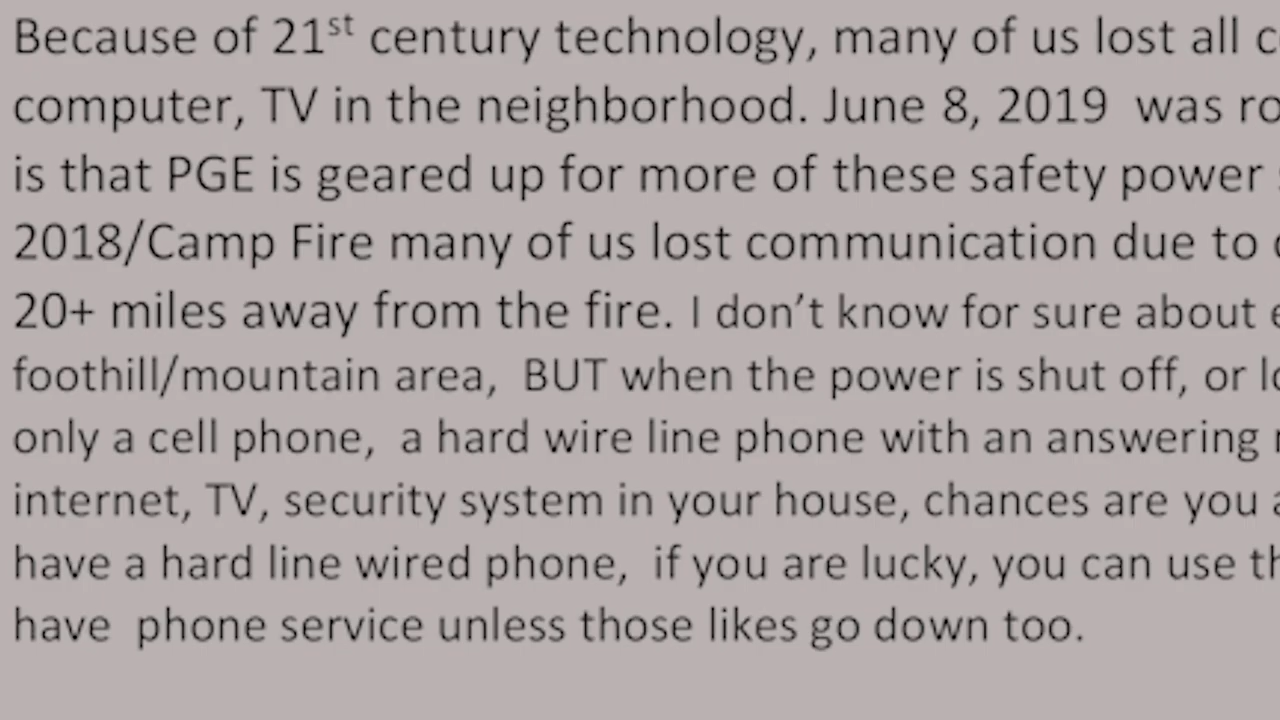 Because of 21st century technology, many of us lost all
computer, TV in the neighborhood. June 8, 2019  was
is that PGE is geared up for more of these safety power
2018/Camp Fire many of us lost communication due to
20+ miles away from the fire. I don’t know for sure about
foothill/mountain area,  BUT when the power is shut off, or
only a cell phone,  a hard wire line phone with an answering
internet, TV, security system in your house, chances are you
have a hard line wired phone,  if you are lucky, you can use
have  phone service unless those likes go down too.